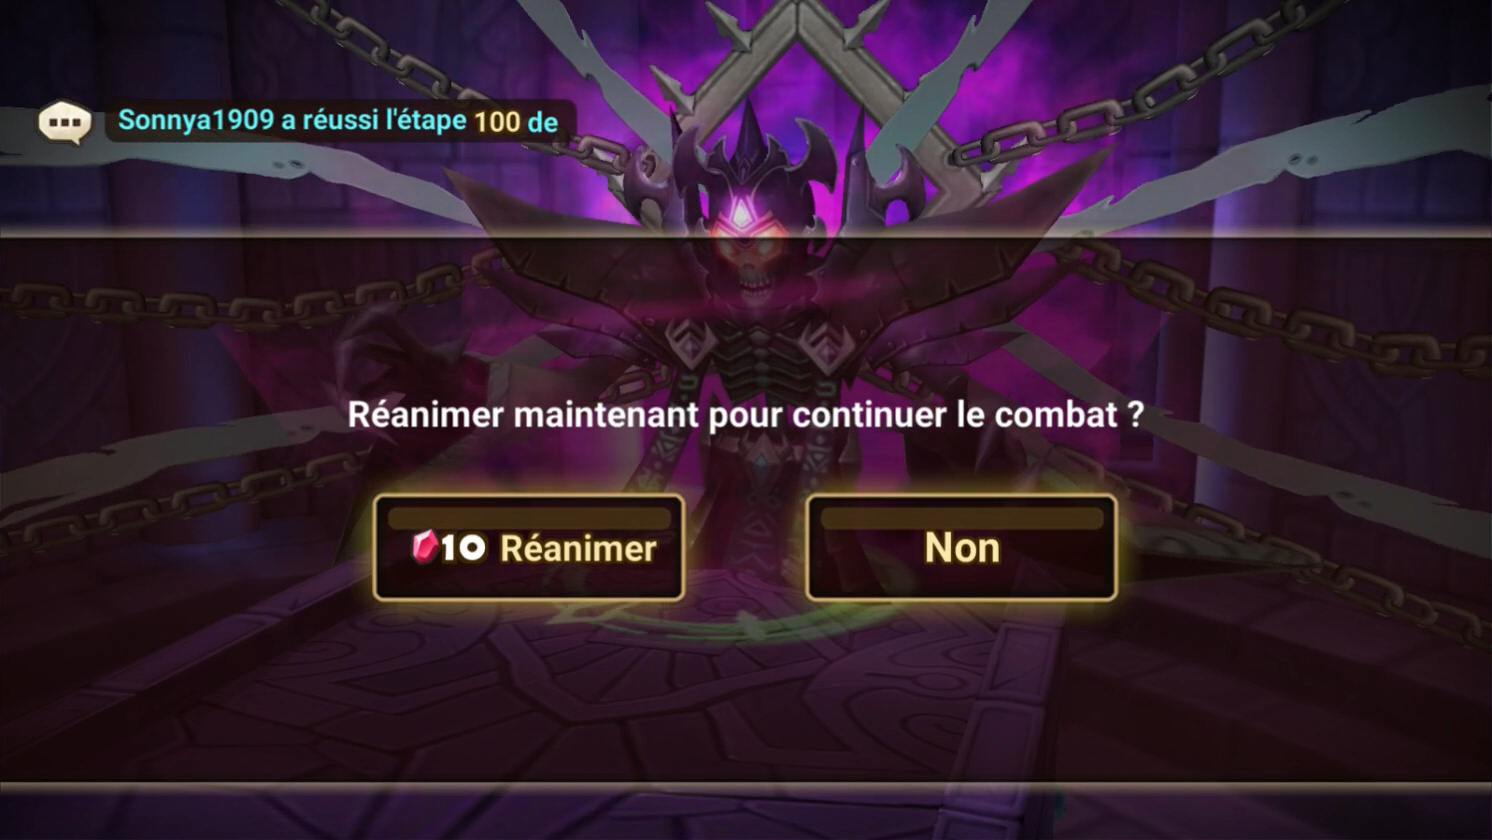 Sonnya1909 a réussi l'étape 100 de
Réanimer maintenant pour continuer le combat ?
10 Réanimer
Non